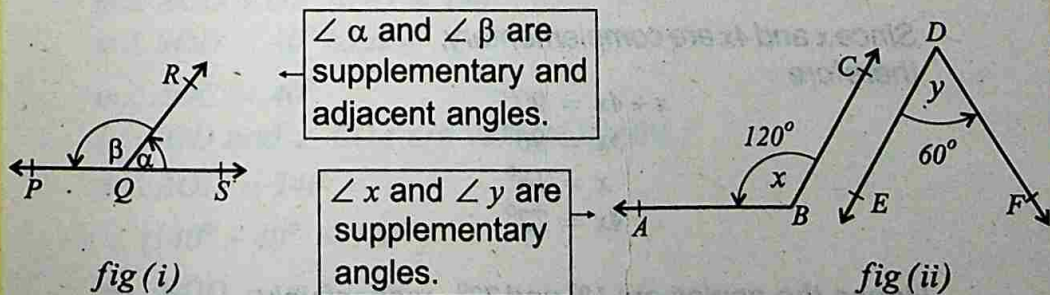 ∠ α and ∠ β are
supplementary and
adjacent angles.
R
β
α
P
Q
S
fig (i)
∠ x and ∠ y are
supplementary
angles.
120°
x
A
B
C
D
y
60°
E
F
fig (ii)